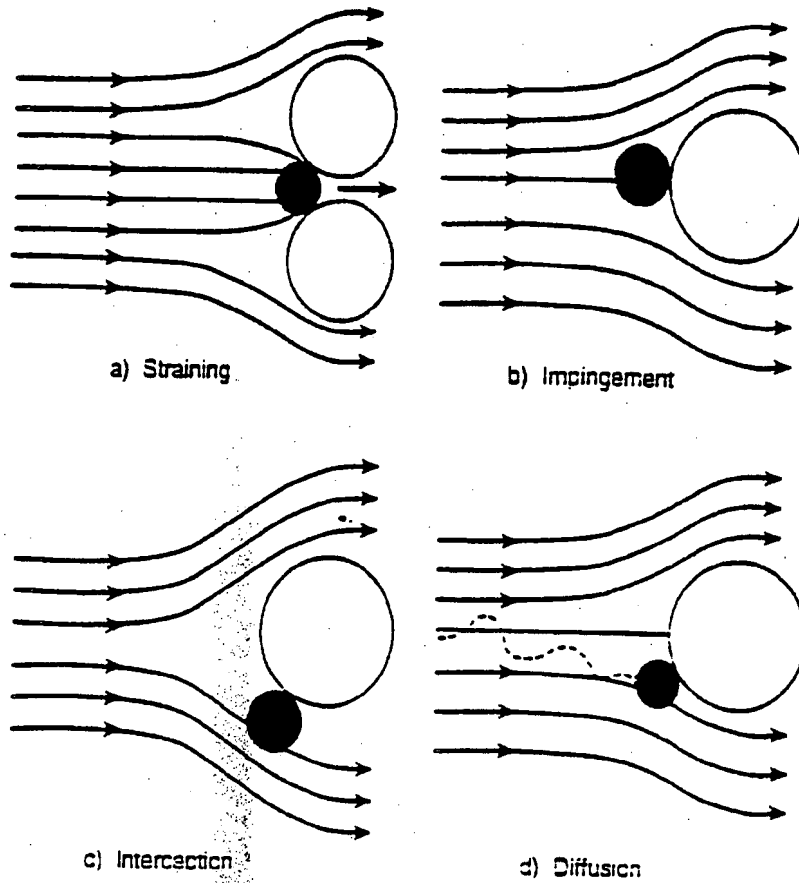 a) Straining
b) Impingement
c) Interception
d) Diffusion